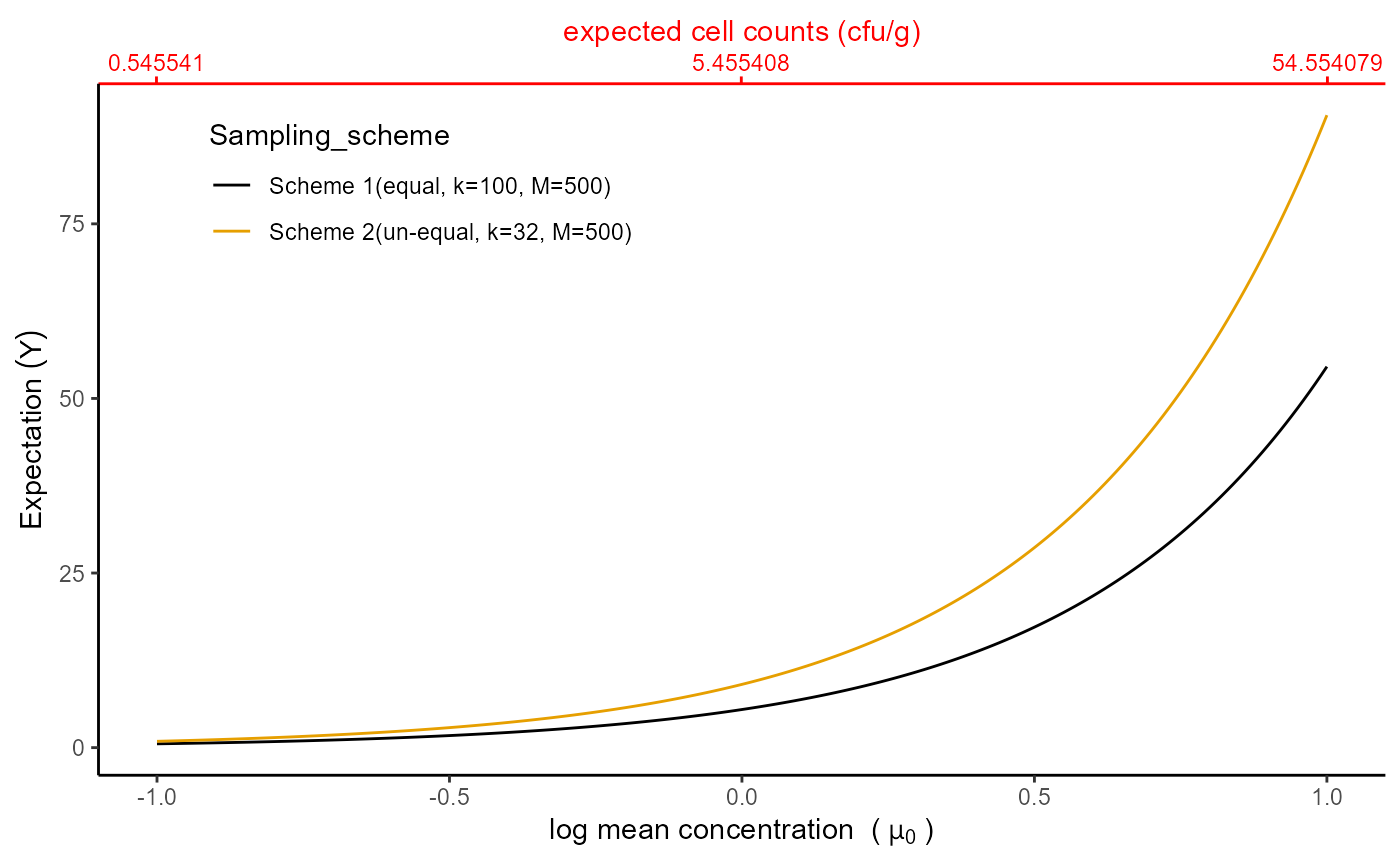 expected cell counts (cfu/g)
0.545541 5.455408 54.554079
Sampling_scheme
Scheme 1(equal, k=100, M=500)
Scheme 2(un-equal, k=32, M=500)
75
50
25
0
Expectation (Y)
-1.0 -0.5 0.0 0.5 1.0
log mean concentration ( μ₀ )